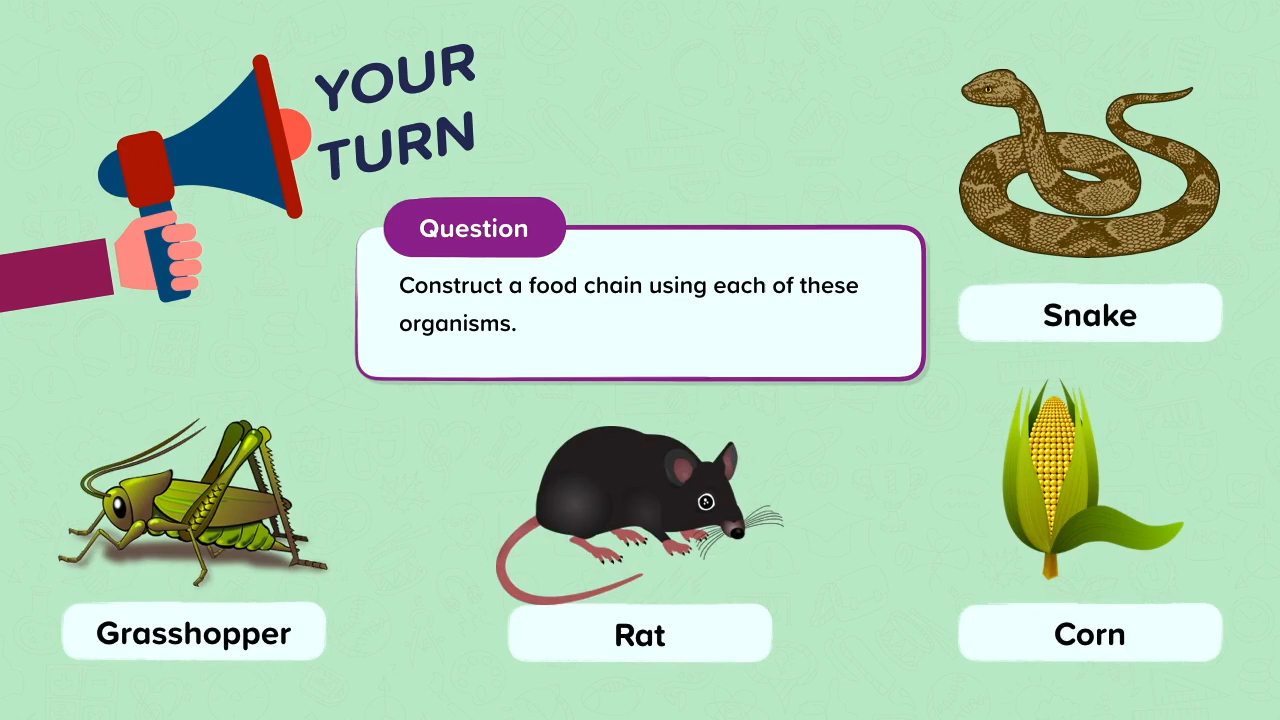 YOUR
TURN
Question
Construct a food chain using each of these
organisms.
Snake
Grasshopper
Rat
Corn